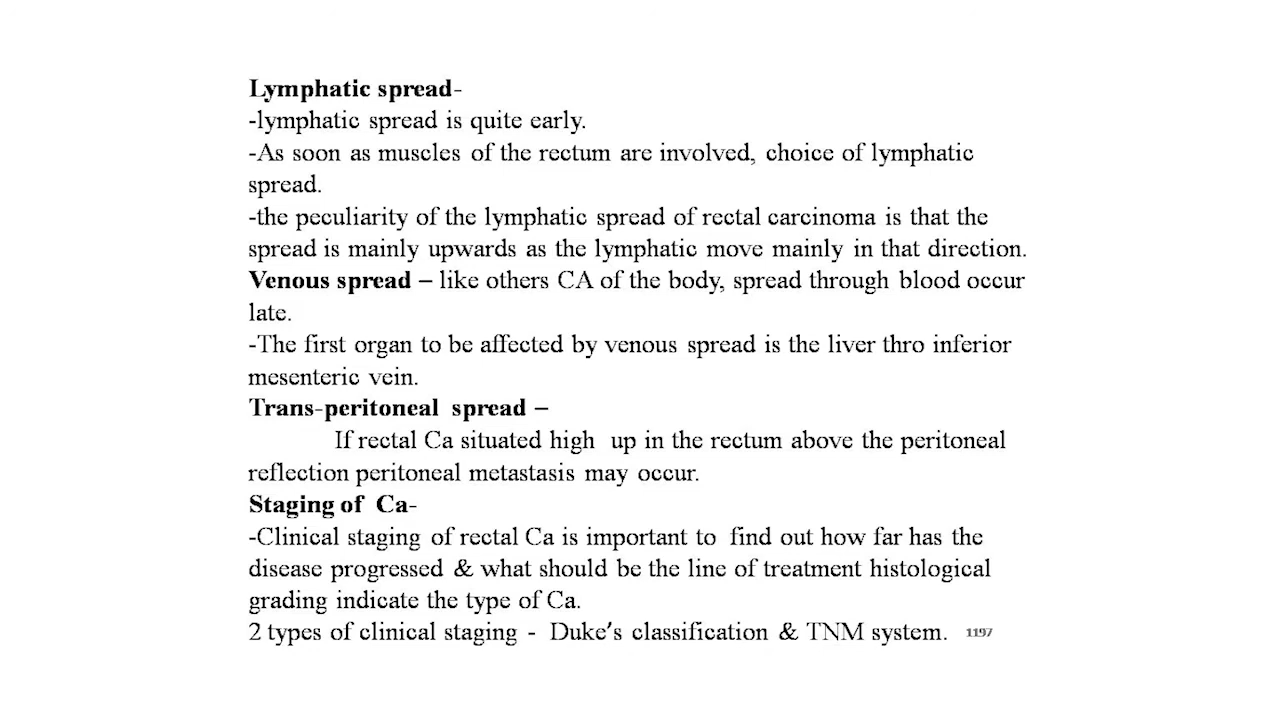 Lymphatic spread-
-lymphatic spread is quite early.
-As soon as muscles of the rectum are involved, choice of lymphatic
spread.
-the peculiarity of the lymphatic spread of rectal carcinoma is that the
spread is mainly upwards as the lymphatic move mainly in that direction.
Venous spread – like others CA of the body, spread through blood occur
late.
-The first organ to be affected by venous spread is the liver thro inferior
mesenteric vein.
Trans-peritoneal spread –
If rectal Ca situated high up in the rectum above the peritoneal
reflection peritoneal metastasis may occur.
Staging of Ca-
-Clinical staging of rectal Ca is important to find out how far has the
disease progressed & what should be the line of treatment histological
grading indicate the type of Ca.
2 types of clinical staging - Duke’s classification & TNM system. 1197